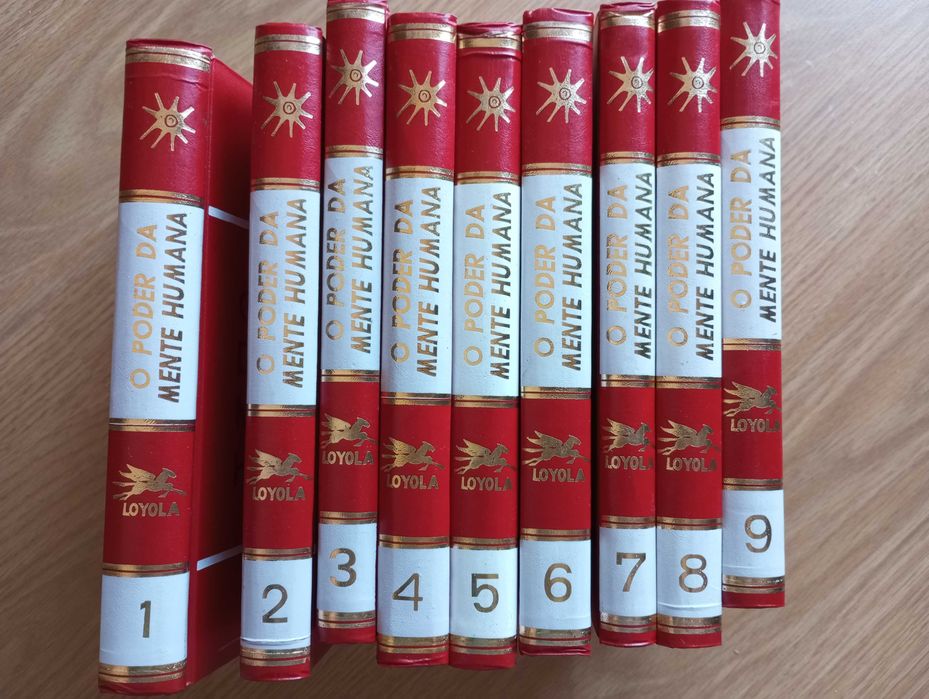 O PODER DA
MENTE HUMANA
LOYOLA
1
O PODER DA
MENTE HUMANA
LOYOLA
2
O PODER DA
MENTE HUMANA
LOYOLA
3
O PODER DA
MENTE HUMANA
LOYOLA
4
O PODER DA
MENTE HUMANA
LOYOLA
5
O PODER DA
MENTE HUMANA
LOYOLA
6
O PODER DA
MENTE HUMANA
LOYOLA
7
O PODER DA
MENTE HUMANA
LOYOLA
8
O PODER DA
MENTE HUMANA
LOYOLA
9